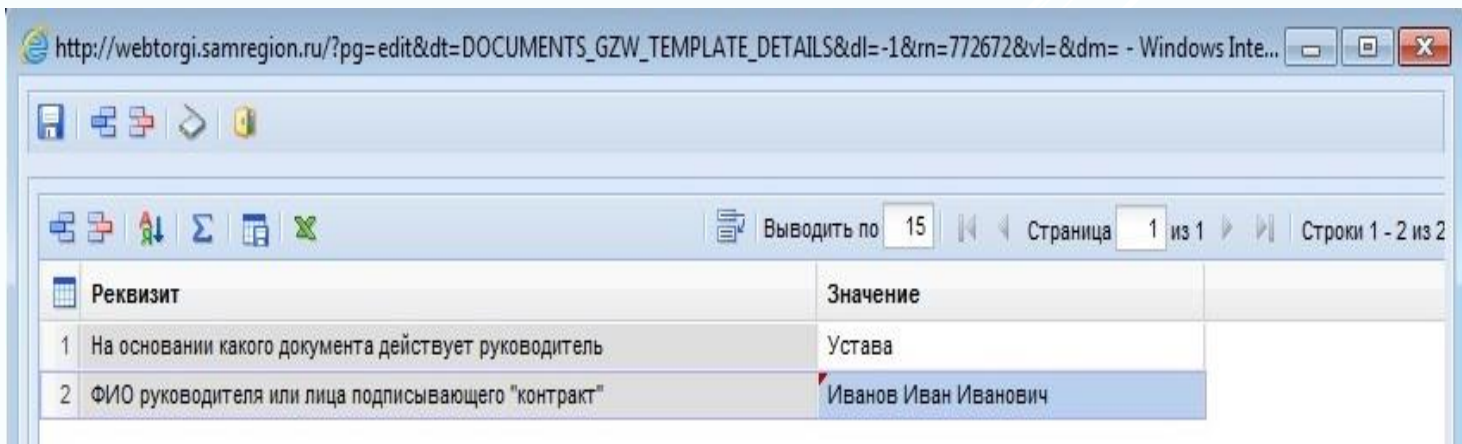 http://webtorgi.samregion.ru/?pg=edit&dt=DOCUMENTS_GZW_TEMPLATE_DETAILS&dl=-1&rn=772672&vl=&dm= - Windows Inte...
Выводить по 15 Страница 1 из 1 Строки 1 - 2 из 2
Реквизит Значение
1 На основании какого документа действует руководитель Устава
2 ФИО руководителя или лица подписывающего "контракт" Иванов Иван Иванович